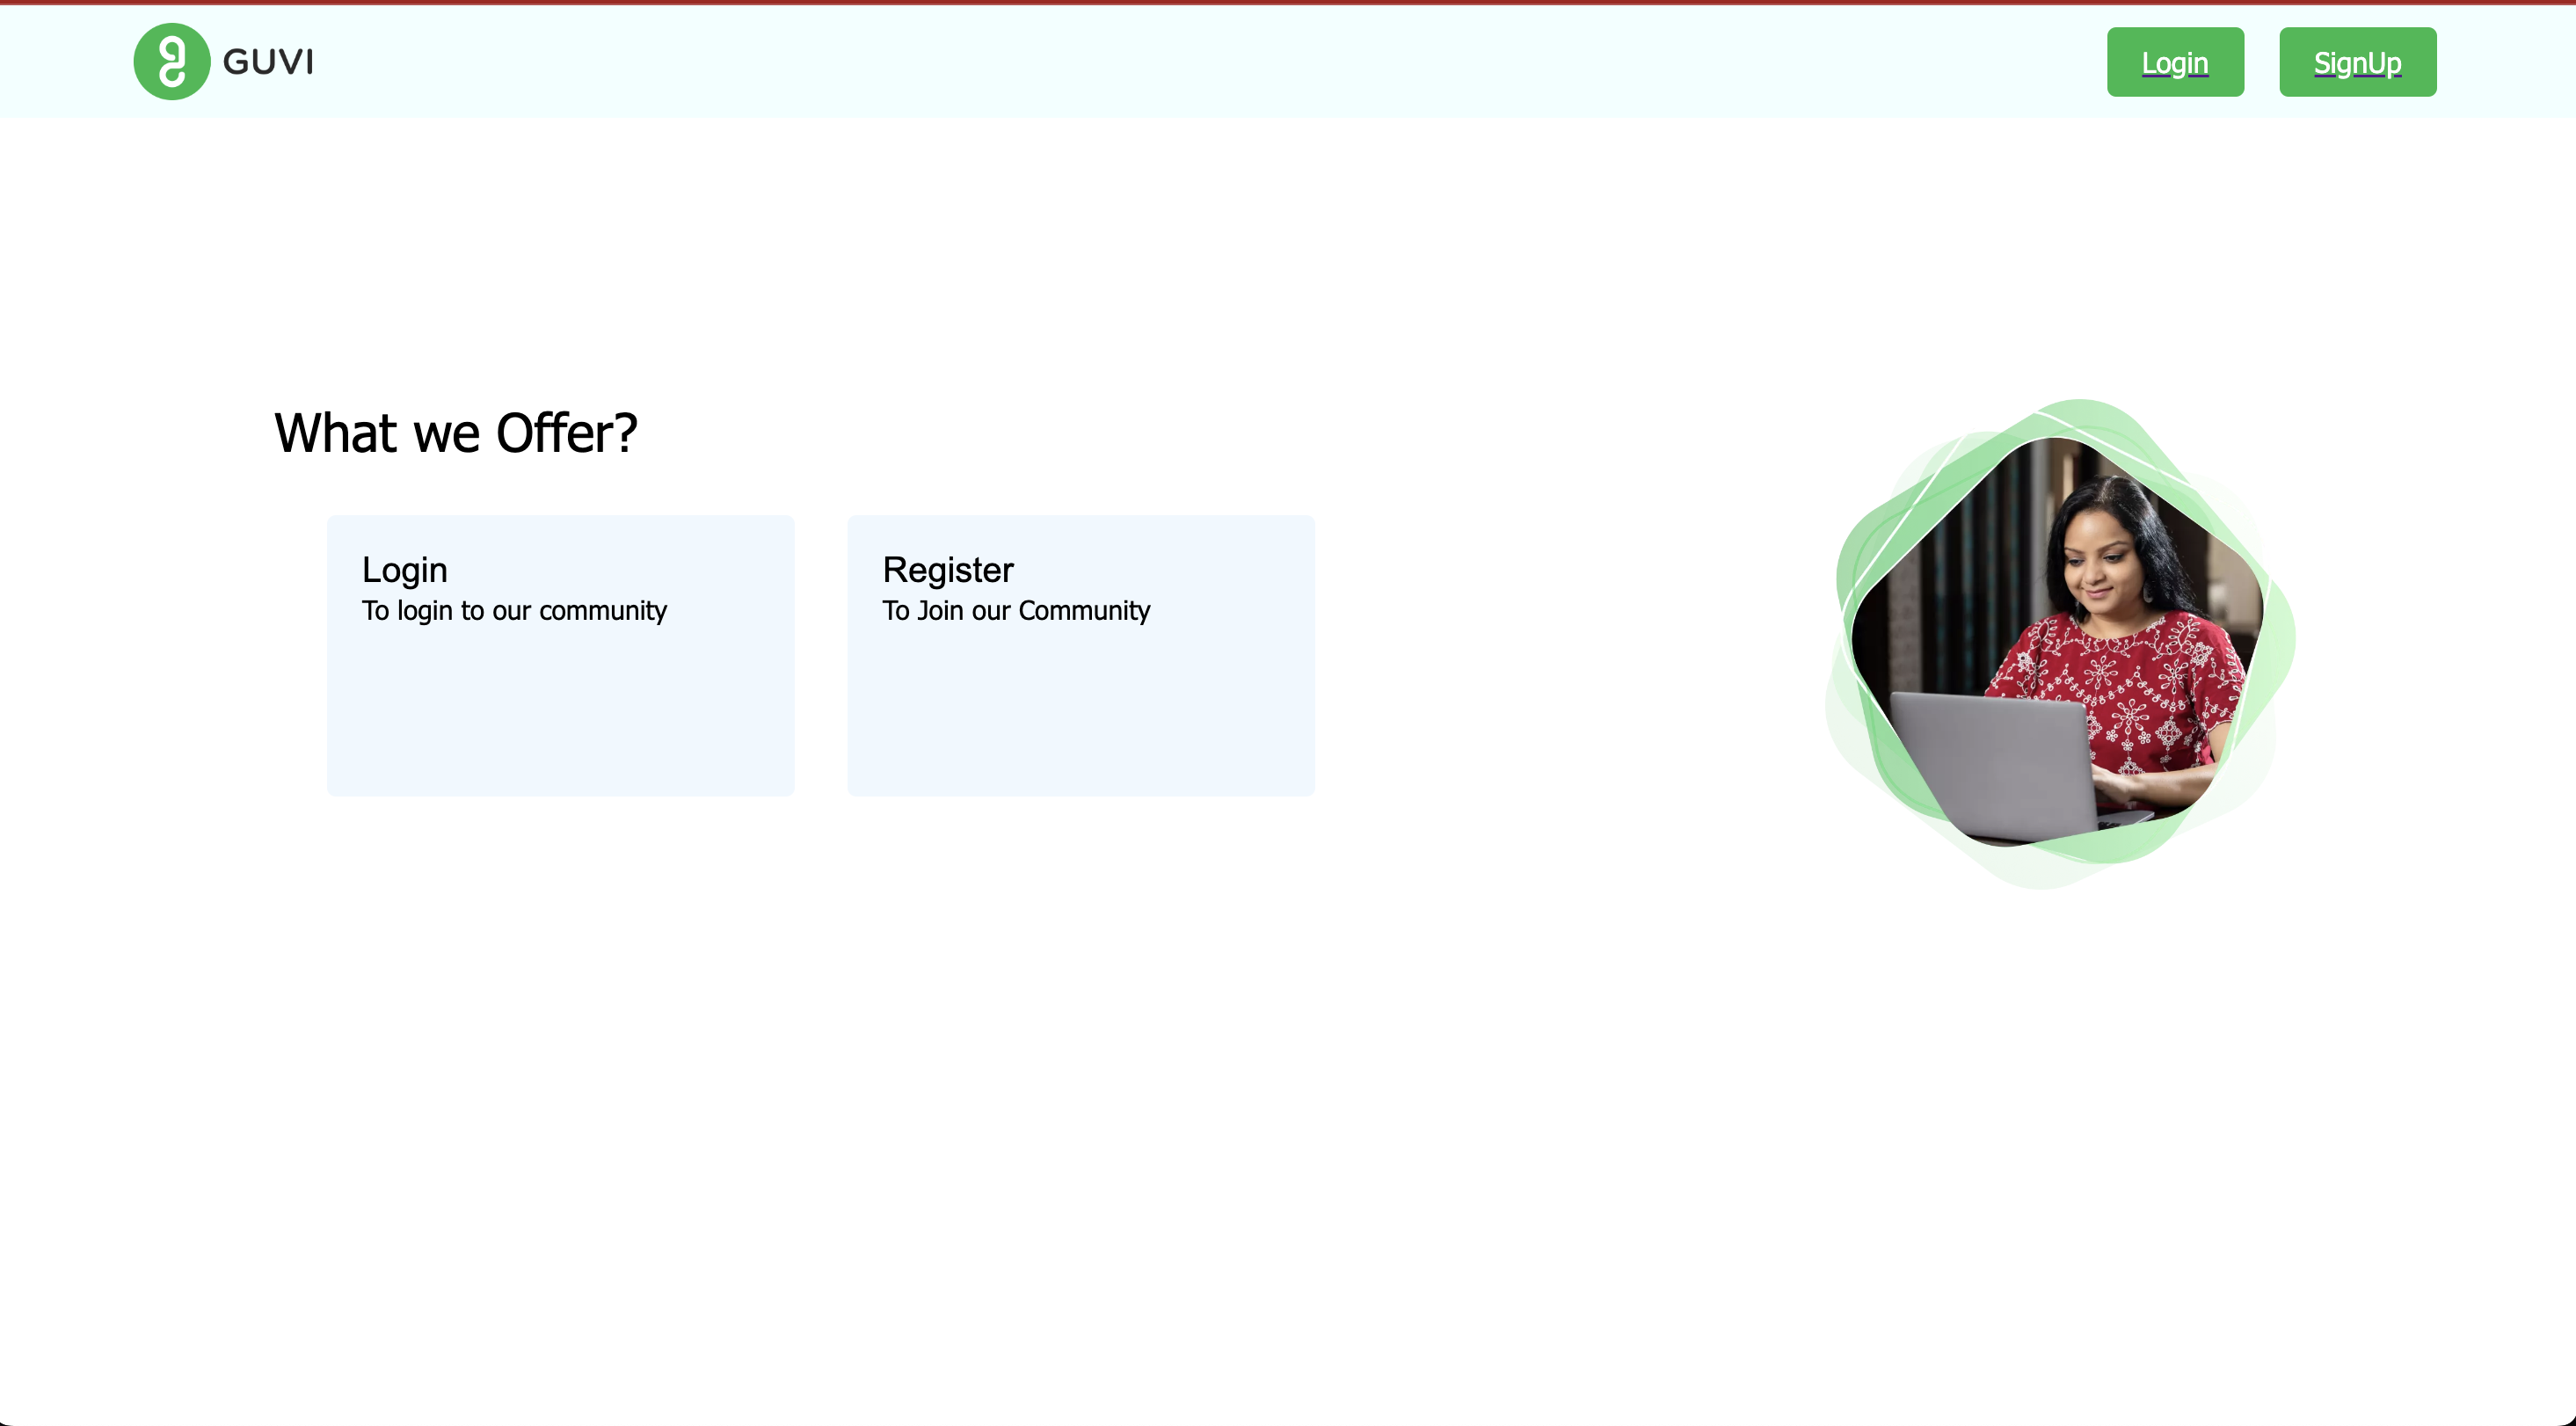 GUVI
Login
SignUp
What we Offer?
Login
To login to our community
Register
To Join our Community